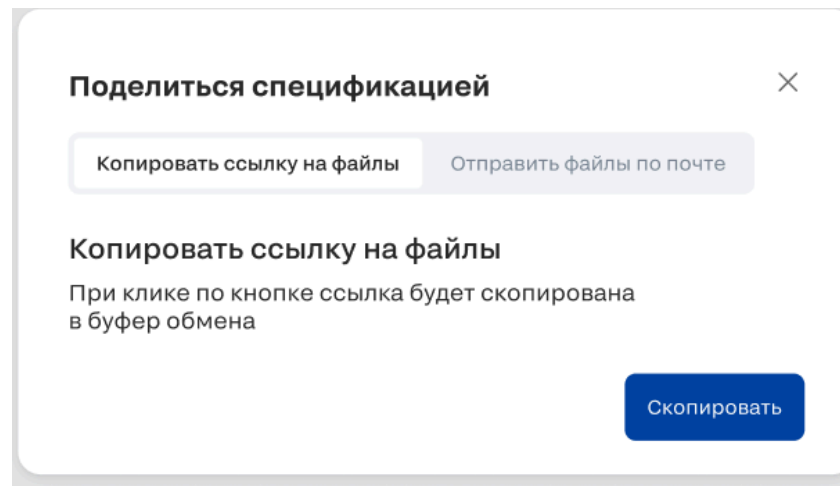 Поделиться спецификацией
Копировать ссылку на файлы
Отправить файлы по почте
Копировать ссылку на файлы
При клике по кнопке ссылка будет скопирована
в буфер обмена
Скопировать